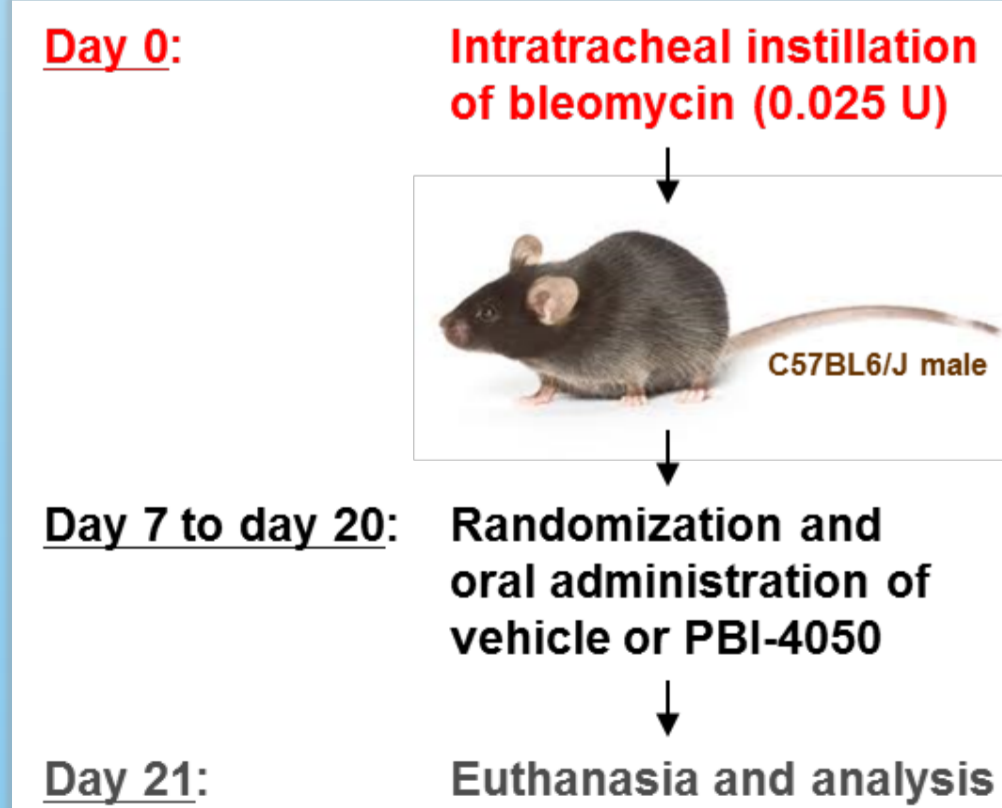 Day 0: Intratracheal instillation
of bleomycin (0.025 U)
C57BL6/J male
Day 7 to day 20: Randomization and
oral administration of
vehicle or PBI-4050
Day 21: Euthanasia and analysis